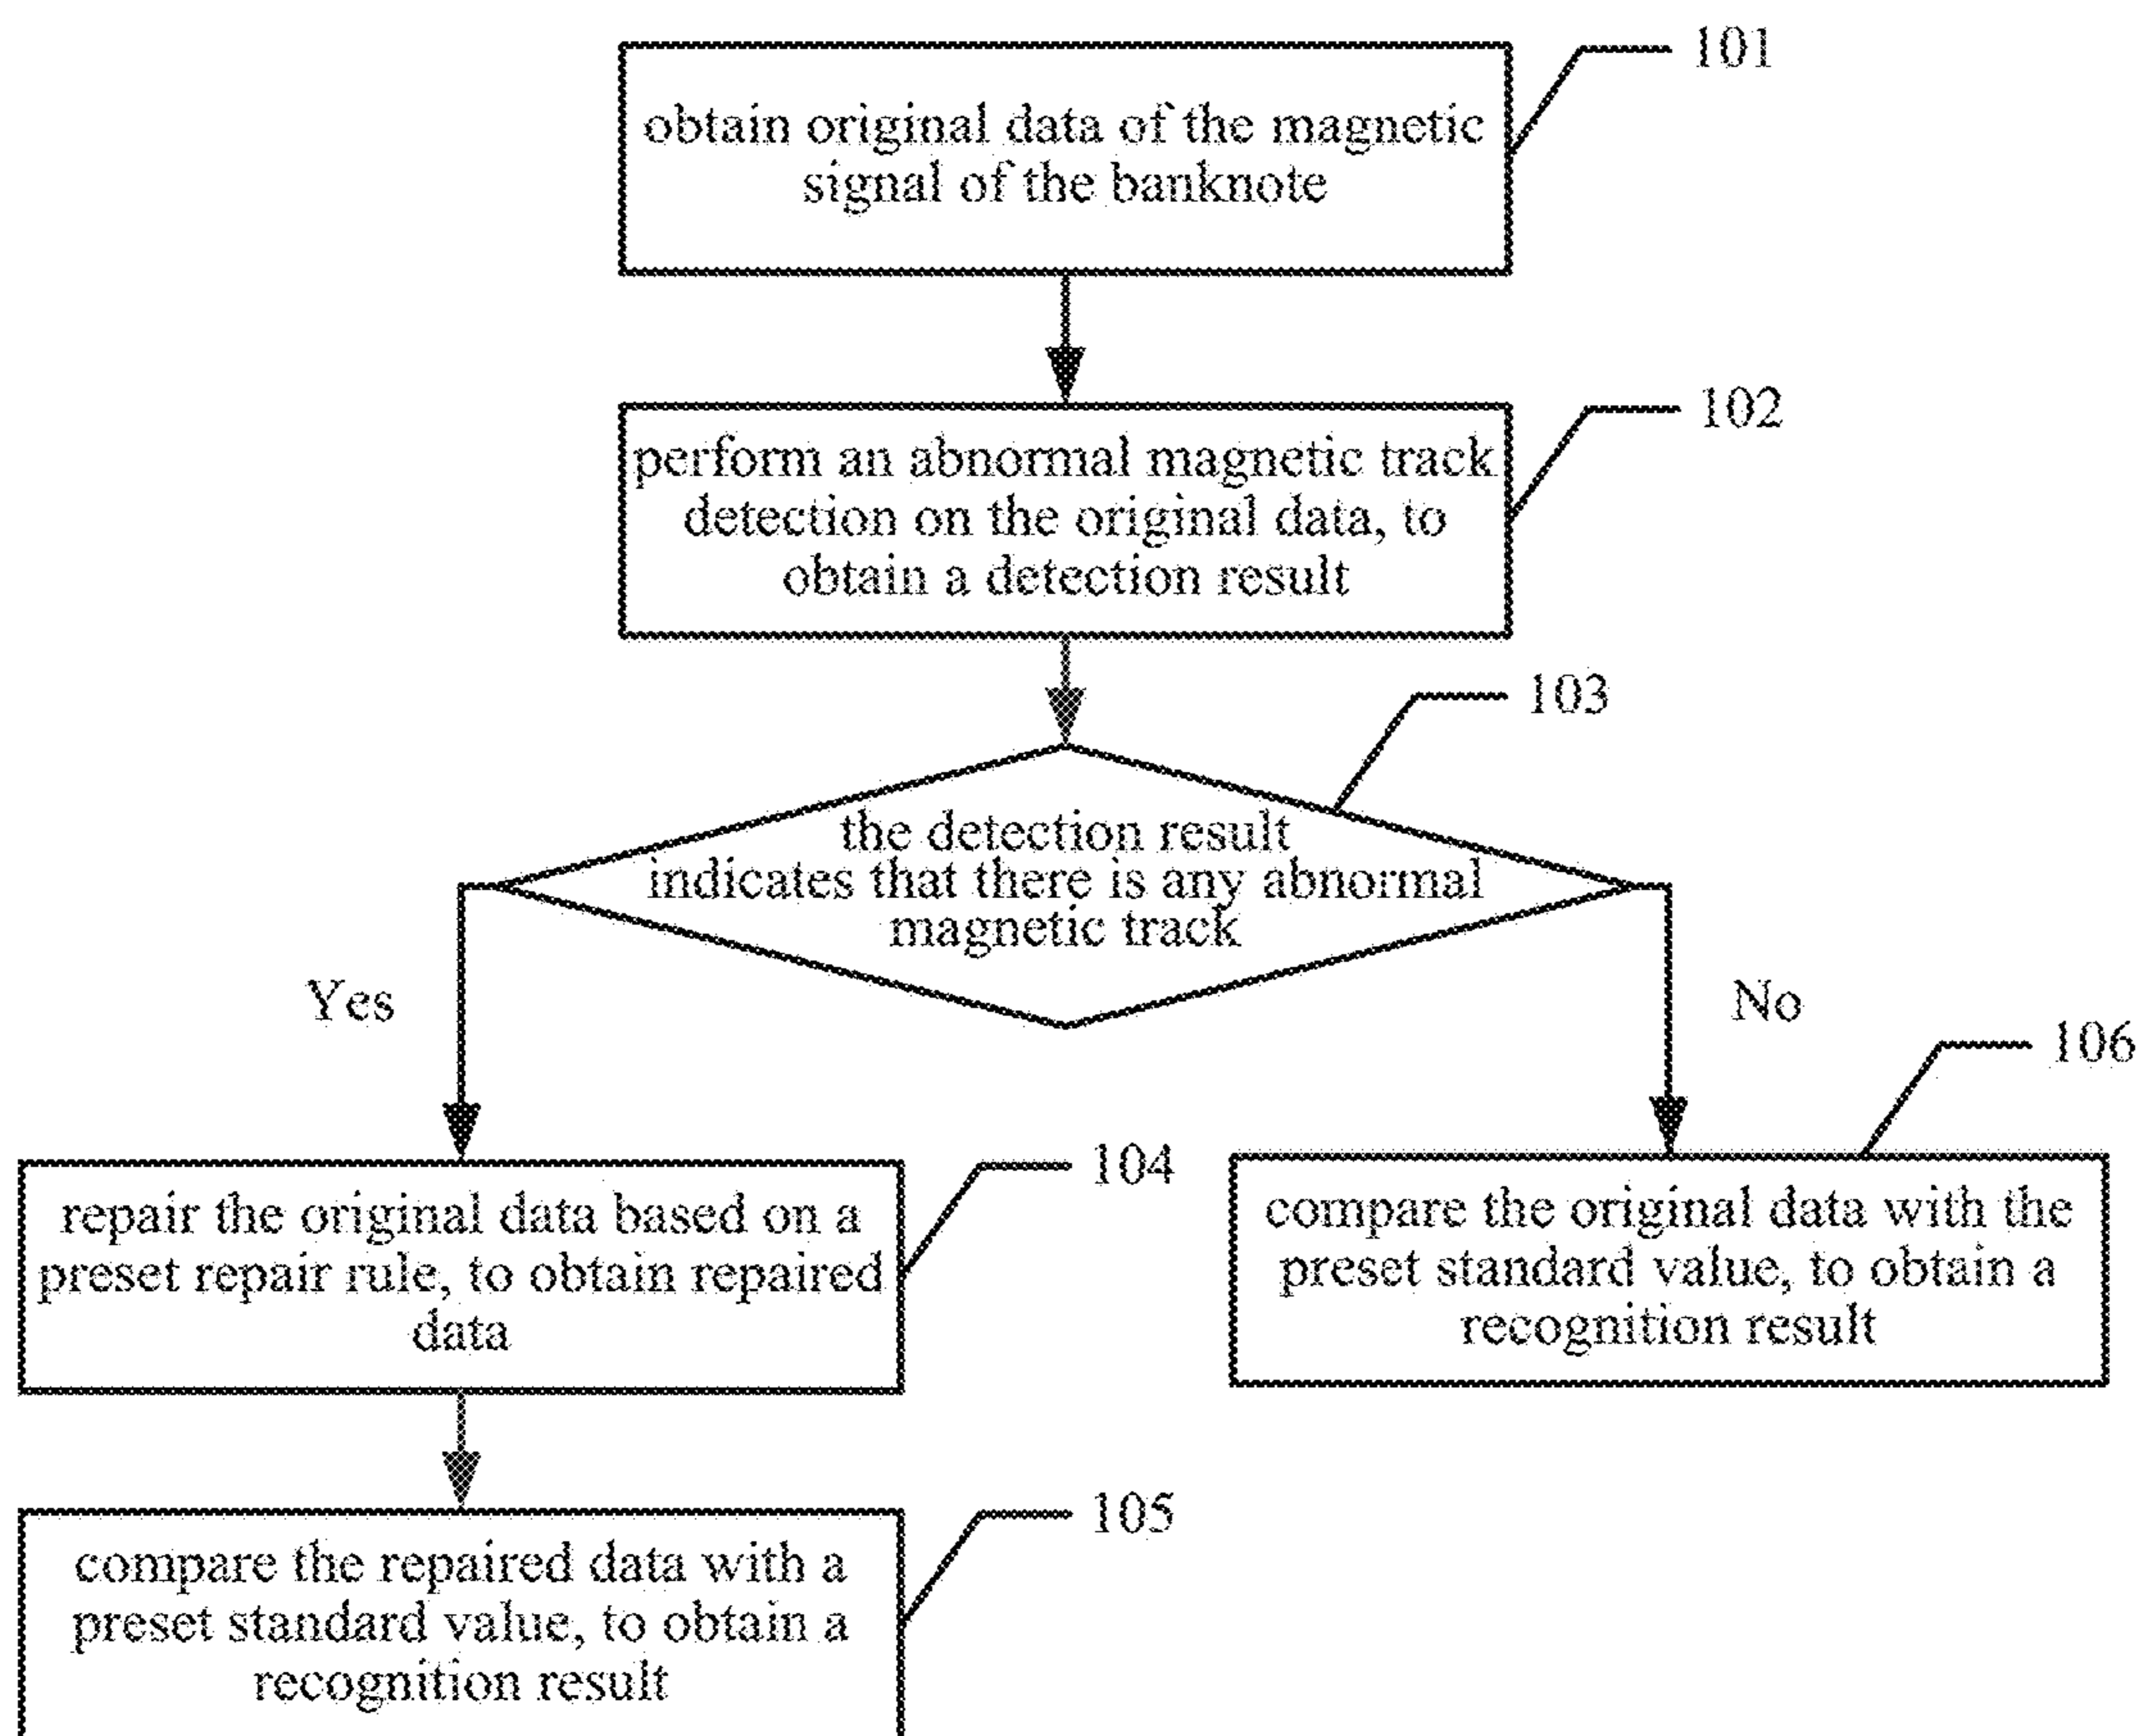 101
obtain original data of the magnetic
signal of the banknote
102
perform an abnormal magnetic track
detection on the original data, to
obtain a detection result
103
the detection result
indicates that there is any abnormal
magnetic track
Yes
No
106
104
repair the original data based on a
preset repair rule, to obtain repaired
data
compare the original data with the
preset standard value, to obtain a
recognition result
105
compare the repaired data with a
preset standard value, to obtain a
recognition result